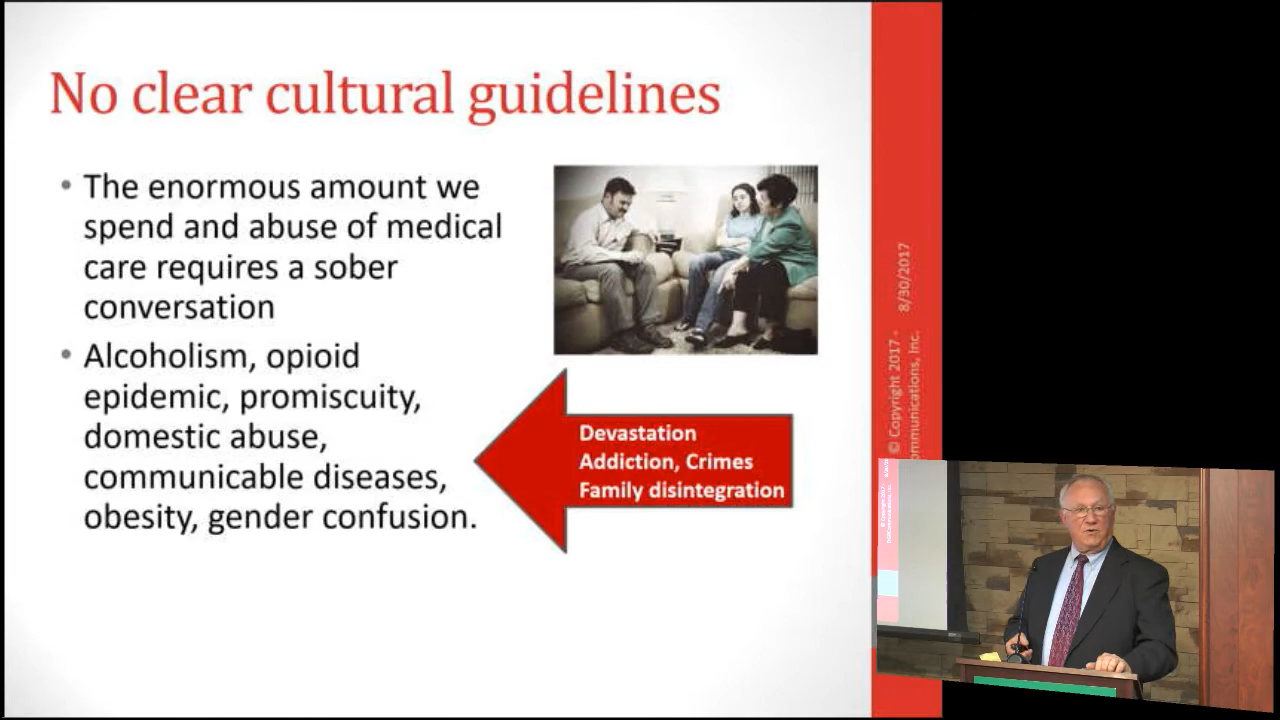 No clear cultural guidelines
• The enormous amount we
spend and abuse of medical
care requires a sober
conversation
• Alcoholism, opioid
epidemic, promiscuity,
domestic abuse,
communicable diseases,
obesity, gender confusion.
Devastation
Addiction, Crimes
Family disintegration
8/30/2017
© Copyright 2017 -
ommunications, Inc.